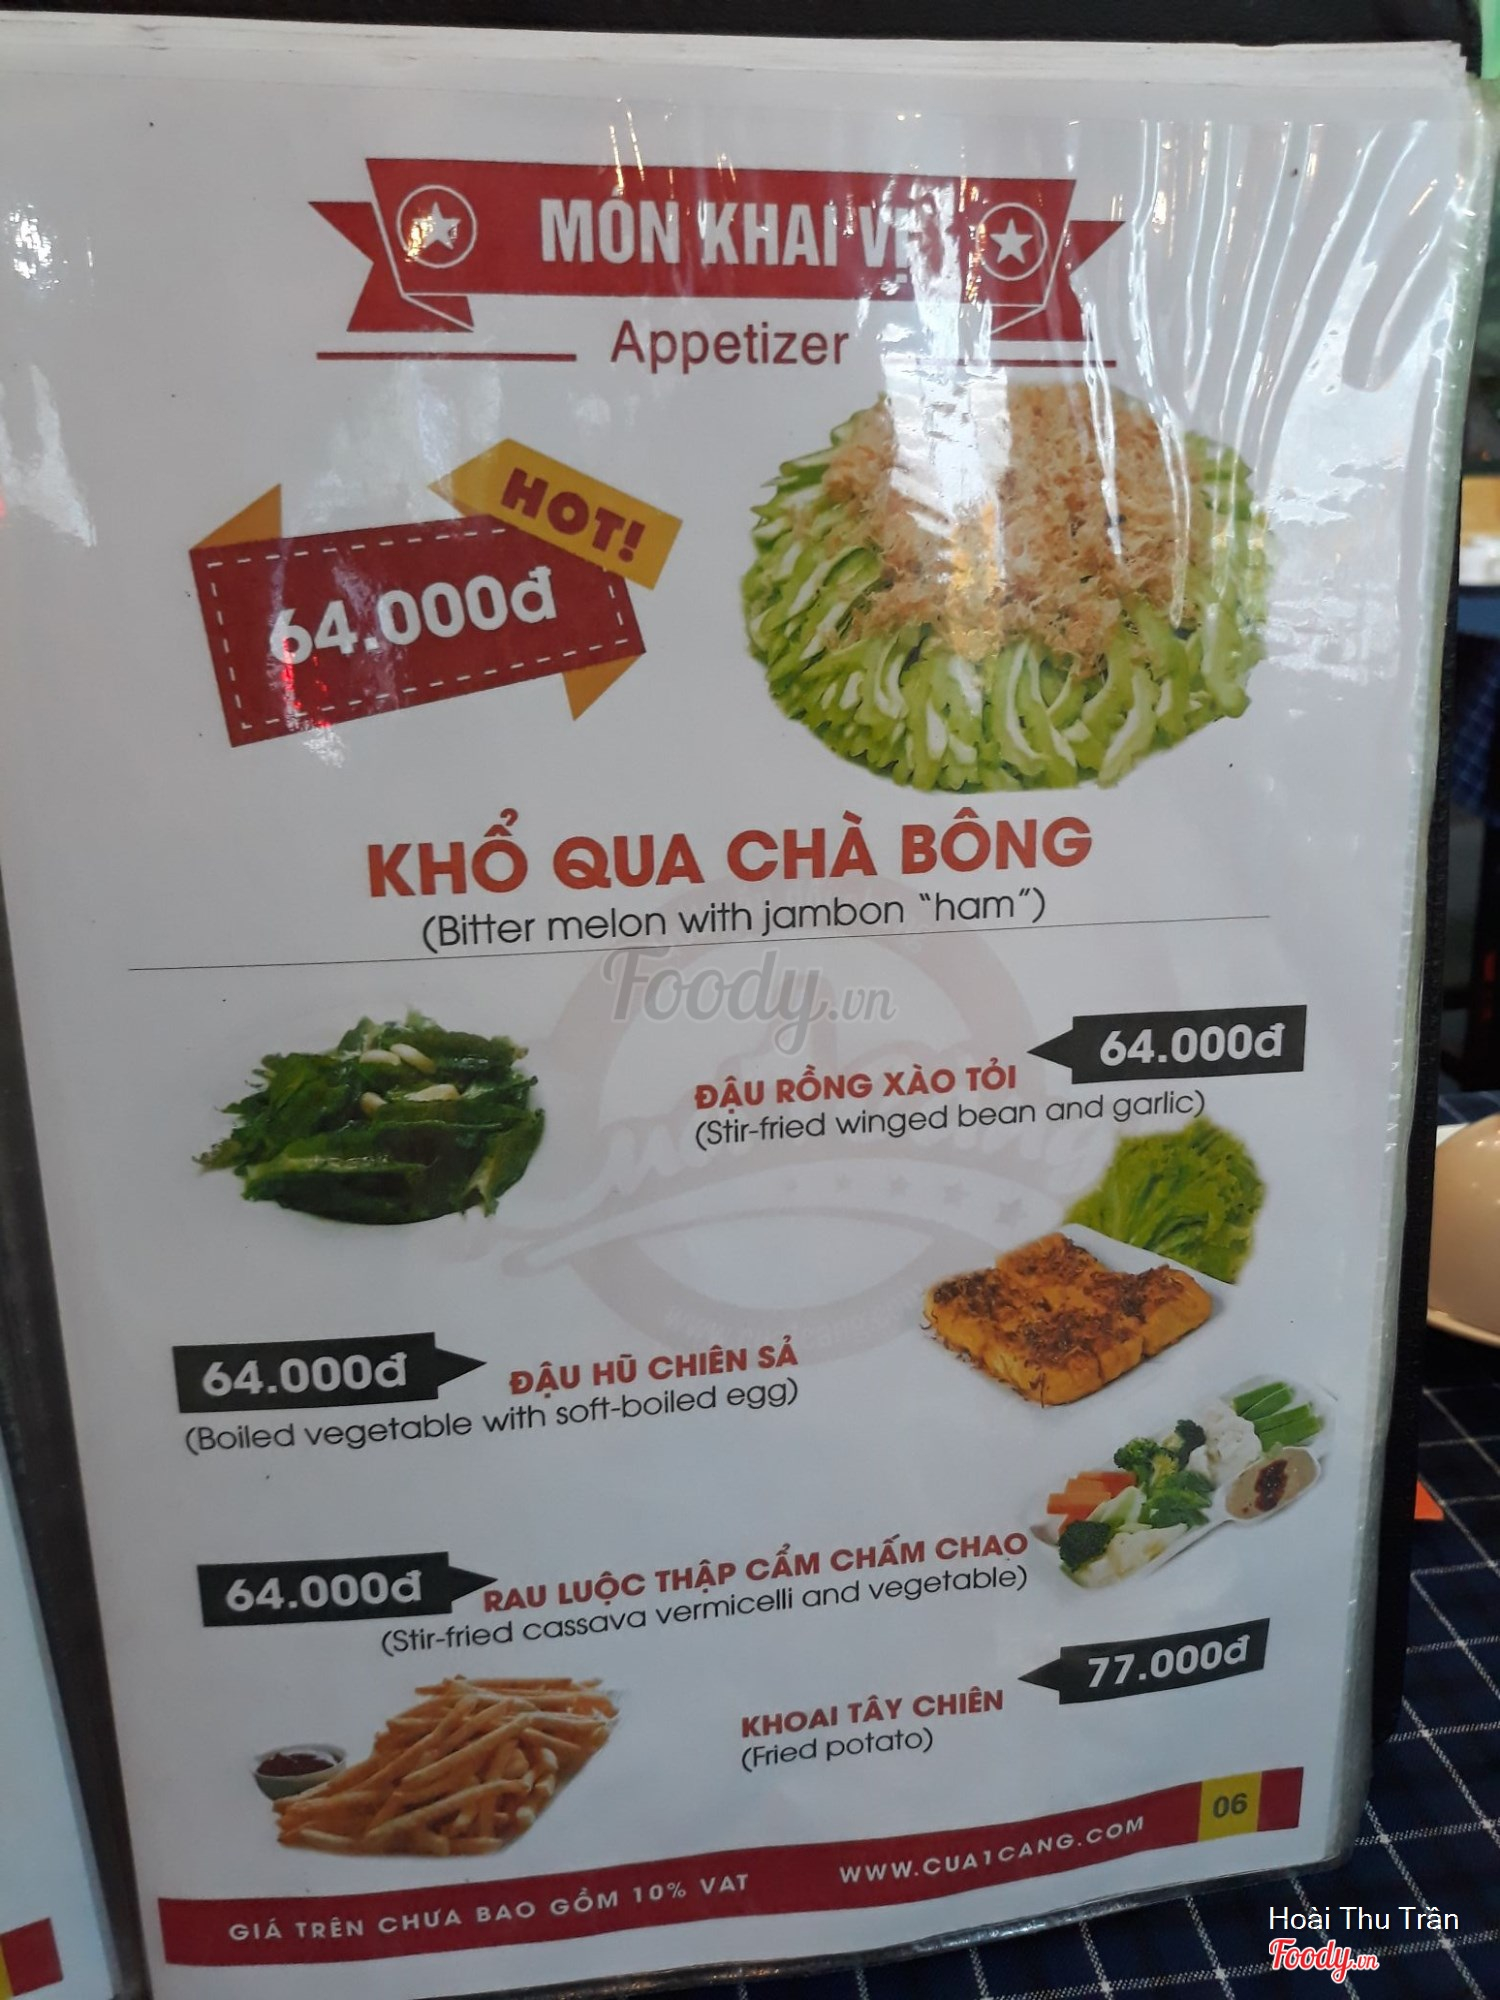 MÓN KHAI VỊ
Appetizer
HOT!
64.000đ
KHỔ QUA CHÀ BÔNG
(Bitter melon with jambon “ham”)
Foody.vn
64.000đ
ĐẬU RỒNG XÀO TỎI
(Stir-fried winged bean and garlic)
64.000đ
ĐẬU HŨ CHIÊN SẢ
(Boiled vegetable with soft-boiled egg)
64.000đ
RAU LUỘC THẬP CẨM CHẤM CHAO
(Stir-fried cassava vermicelli and vegetable)
77.000đ
KHOAI TÂY CHIÊN
(Fried potato)
GIÁ TRÊN CHƯA BAO GỒM 10% VAT
WWW.CUA1CANG.COM
06
Hoài Thu Trần
Foody.vn